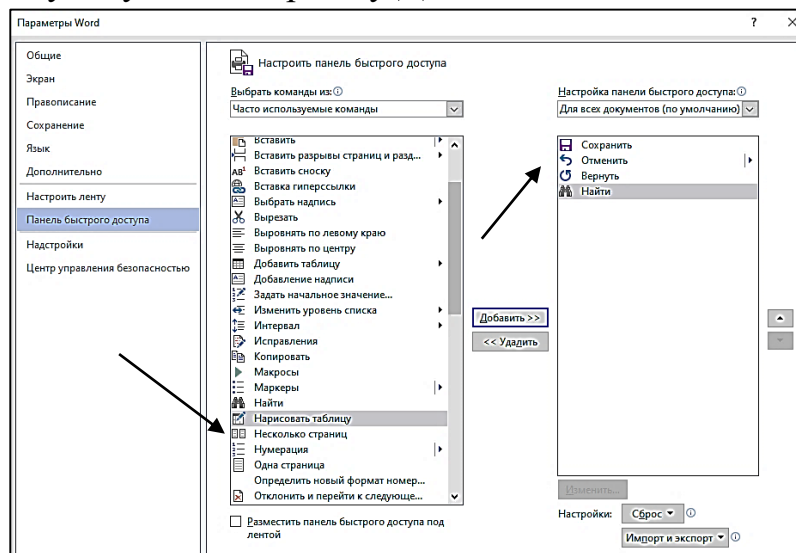 Параметры Word
? ×
Общие
Экран
Правописание
Сохранение
Язык
Дополнительно
Настроить ленту
Панель быстрого доступа
Надстройки
Центр управления безопасностью
Настроить панель быстрого доступа
Выбрать команды из:
Часто используемые команды
Вставить
Вставить разрывы страниц и разд...
AB¹ Вставить сноску
Вставка гиперссылки
Выбрать надпись
Вырезать
Выровнять по левому краю
Выровнять по центру
Добавить таблицу
Добавление надписи
Задать начальное значение...
Изменить уровень списка
Интервал
Исправления
Копировать
Макросы
Маркеры
Найти
Нарисовать таблицу
Несколько страниц
Нумерация
Одна страница
Определить новый формат номер...
Отклонить и перейти к следующе...
Разместить панель быстрого доступа под
лентой
Добавить >>
<< Удалить
Настройка панели быстрого доступа:
Для всех документов (по умолчанию)
Сохранить
Отменить
Вернуть
Найти
Изменить...
Настройки: Сброс
Импорт и экспорт